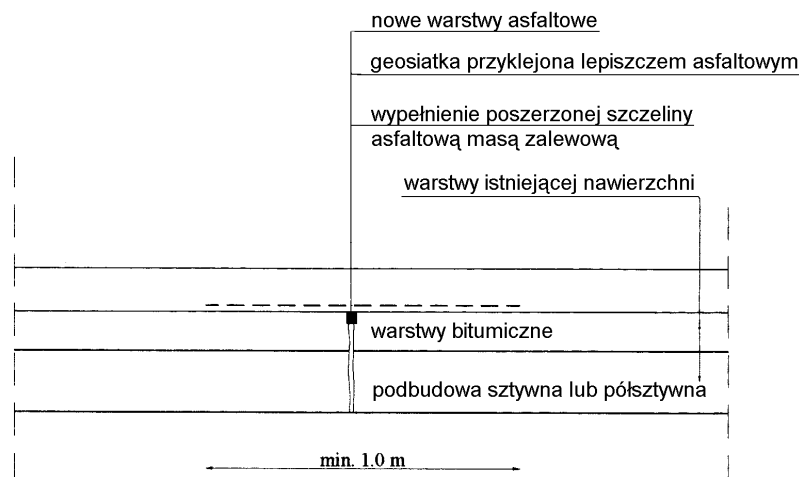 nowe warstwy asfaltowe
geosiatka przyklejona lepiszczem asfaltowym
wypełnienie poszerzonej szczeliny
asfaltową masą zalewową
warstwy istniejącej nawierzchni
warstwy bitumiczne
podbudowa sztywna lub półsztywna
min. 1.0 m